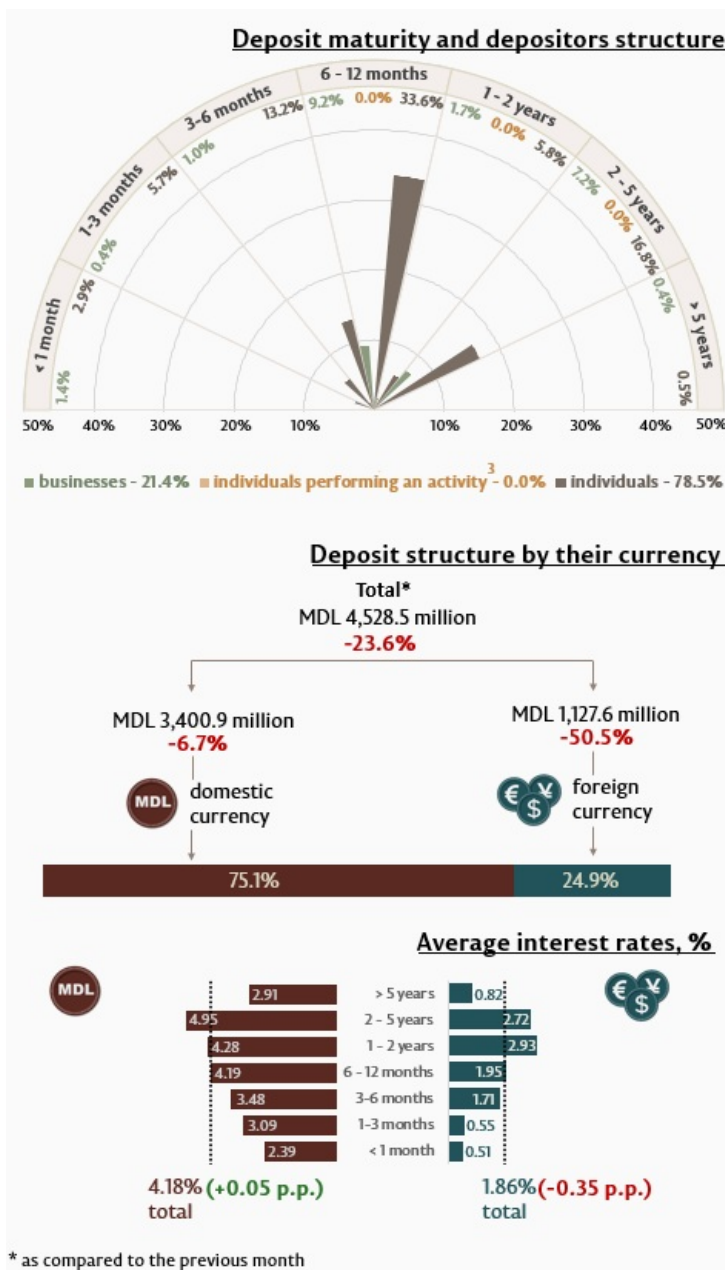 Deposit maturity and depositors structure
< 1 month
1-3 months
3-6 months
6 - 12 months
1 - 2 years
2 - 5 years
> 5 years
1.4% 2.9%
0.4% 5.7%
1.0% 13.2%
9.2% 0.0% 33.6%
1.7% 0.0% 5.8%
7.2% 0.0% 16.8%
0.4% 0.5%
50% 40% 30% 20% 10% 10% 20% 30% 40% 50%
businesses - 21.4% individuals performing an activity 3 - 0.0% individuals - 78.5%
Deposit structure by their currency
Total*
MDL 4,528.5 million
-23.6%
MDL 3,400.9 million
-6.7%
MDL
domestic
currency
MDL 1,127.6 million
-50.5%
€ ¥ $
foreign
currency
75.1% 24.9%
Average interest rates, %
MDL
€ ¥ $
2.91 > 5 years 0.82
4.95 2 - 5 years 2.72
4.28 1 - 2 years 2.93
4.19 6 - 12 months 1.95
3.48 3-6 months 1.71
3.09 1-3 months 0.55
2.39 < 1 month 0.51
4.18% (+0.05 p.p.)
total
1.86% (-0.35 p.p.)
total
* as compared to the previous month